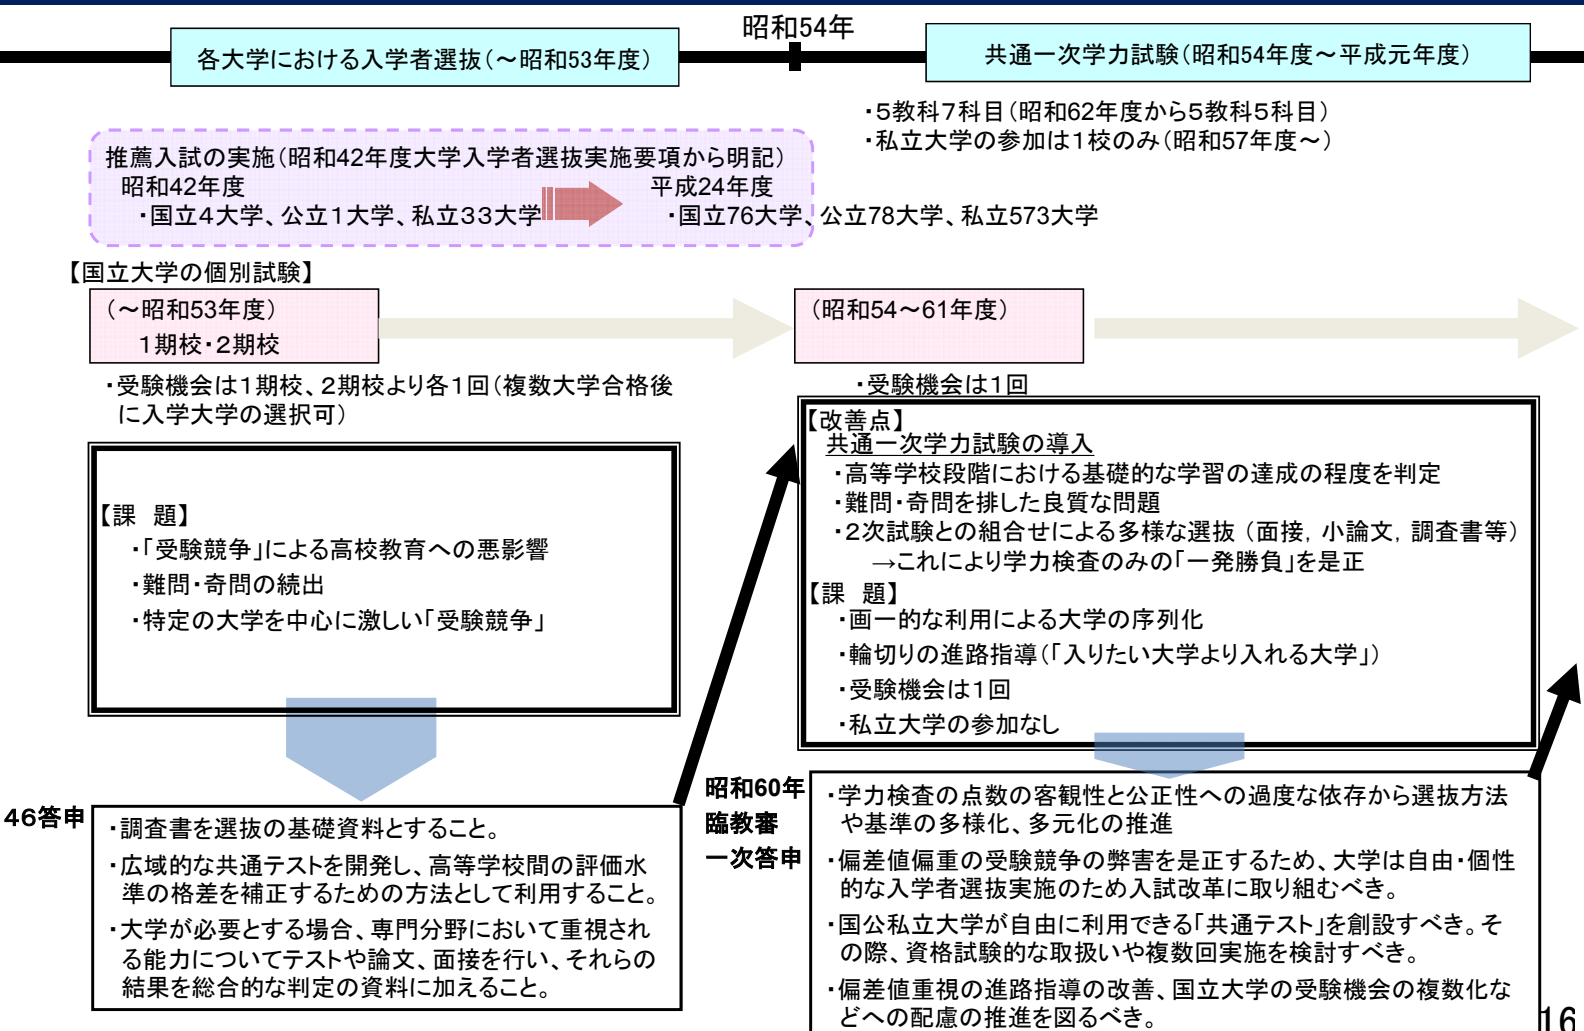 昭和54年
各大学における入学者選抜(～昭和53年度)
共通一次学力試験(昭和54年度～平成元年度)
・５教科７科目(昭和62年度から５教科５科目)
・私立大学の参加は１校のみ(昭和57年度～)
推薦入試の実施(昭和42年度大学入学者選抜実施要項から明記)
昭和42年度
・国立４大学、公立１大学、私立３３大学
平成24年度
・国立76大学、公立78大学、私立573大学
【国立大学の個別試験】
(～昭和53年度)
１期校・２期校
・受験機会は１期校、２期校より各１回(複数大学合格後
に入学大学の選択可)
【課　題】
・「受験競争」による高校教育への悪影響
・難問・奇問の続出
・特定の大学を中心に激しい「受験競争」
46答申
・調査書を選抜の基礎資料とすること。
・広域的な共通テストを開発し、高等学校間の評価水
準の格差を補正するための方法として利用すること。
・大学が必要とする場合、専門分野において重視され
る能力についてテストや論文、面接を行い、それらの
結果を総合的な判定の資料に加えること。
(昭和54～61年度)
・受験機会は１回
【改善点】
共通一次学力試験の導入
・高等学校段階における基礎的な学習の達成の程度を判定
・難問・奇問を排した良質な問題
・２次試験との組合せによる多様な選抜 (面接, 小論文, 調査書等)
→これにより学力検査のみの「一発勝負」を是正
【課　題】
・画一的な利用による大学の序列化
・輪切りの進路指導(「入りたい大学より入れる大学」)
・受験機会は１回
・私立大学の参加なし
昭和60年
臨教審
一次答申
・学力検査の点数の客観性と公正性への過度な依存から選抜方法
や基準の多様化、多元化の推進
・偏差値偏重の受験競争の弊害を是正するため、大学は自由・個性
的な入学者選抜実施のため入試改革に取り組むべき。
・国公私立大学が自由に利用できる「共通テスト」を創設すべき。そ
の際、資格試験的な取扱いや複数回実施を検討すべき。
・偏差値重視の進路指導の改善、国立大学の受験機会の複数化な
どへの配慮の推進を図るべき。
16